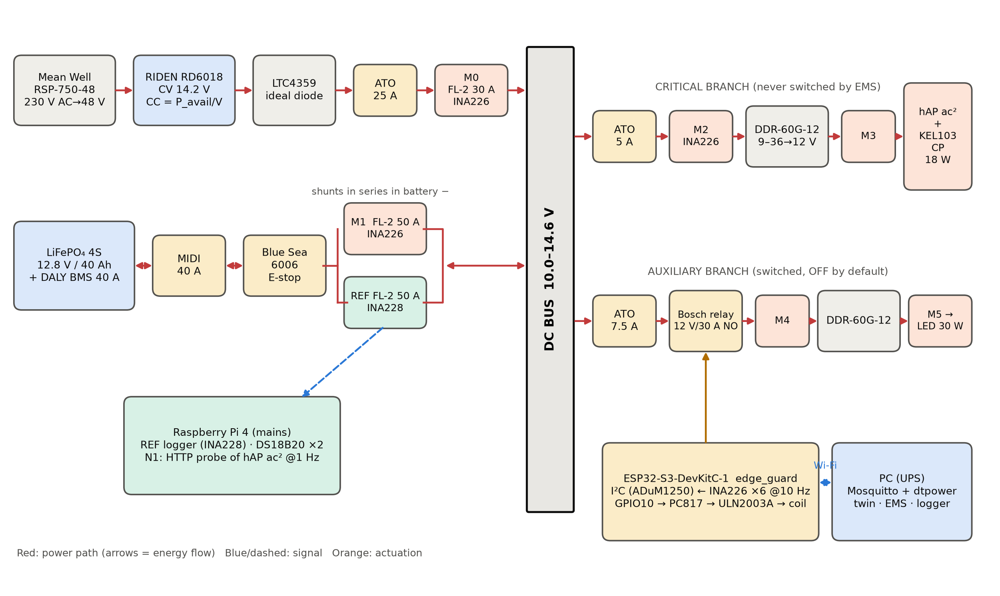 Mean Well
RSP-750-48
230 V AC→48 V
RIDEN RD6018
CV 14.2 V
CC = P_avail/V
LTC4359
ideal diode
ATO
25 A
M0
FL-2 30 A
INA226
DC BUS  10.0–14.6 V
CRITICAL BRANCH (never switched by EMS)
ATO
5 A
M2
INA226
DDR-60G-12
9–36→12 V
M3
hAP ac²
+
KEL103
CP
18 W
shunts in series in battery −
LiFePO₄ 4S
12.8 V / 40 Ah
+ DALY BMS 40 A
MIDI
40 A
Blue Sea
6006
E-stop
M1  FL-2 50 A
INA226
REF FL-2 50 A
INA228
AUXILIARY BRANCH (switched, OFF by default)
ATO
7.5 A
Bosch relay
12 V/30 A NO
M4
DDR-60G-12
M5 →
LED 30 W
Raspberry Pi 4 (mains)
REF logger (INA228) · DS18B20 ×2
N1: HTTP probe of hAP ac² @1 Hz
ESP32-S3-DevKitC-1  edge_guard
I²C (ADuM1250) ← INA226 ×6 @10 Hz
GPIO10 → PC817 → ULN2003A → coil
Wi-Fi
PC (UPS)
Mosquitto + dtpower
twin · EMS · logger
Red: power path (arrows = energy flow)   Blue/dashed: signal   Orange: actuation